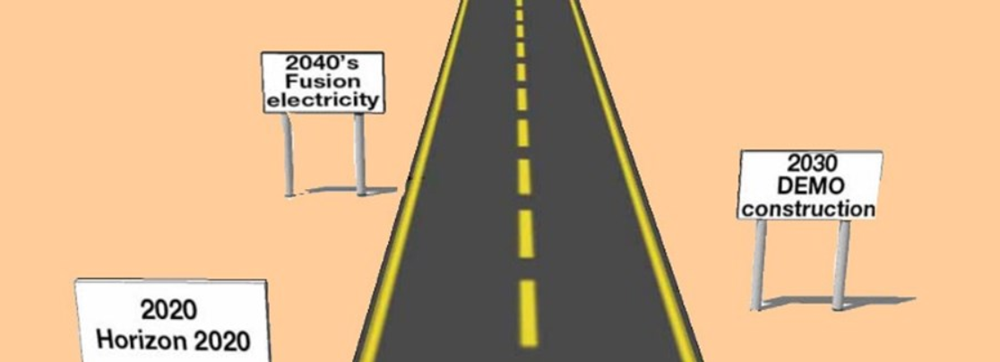 2040's
Fusion
electricity
2030
DEMO
construction
2020
Horizon 2020